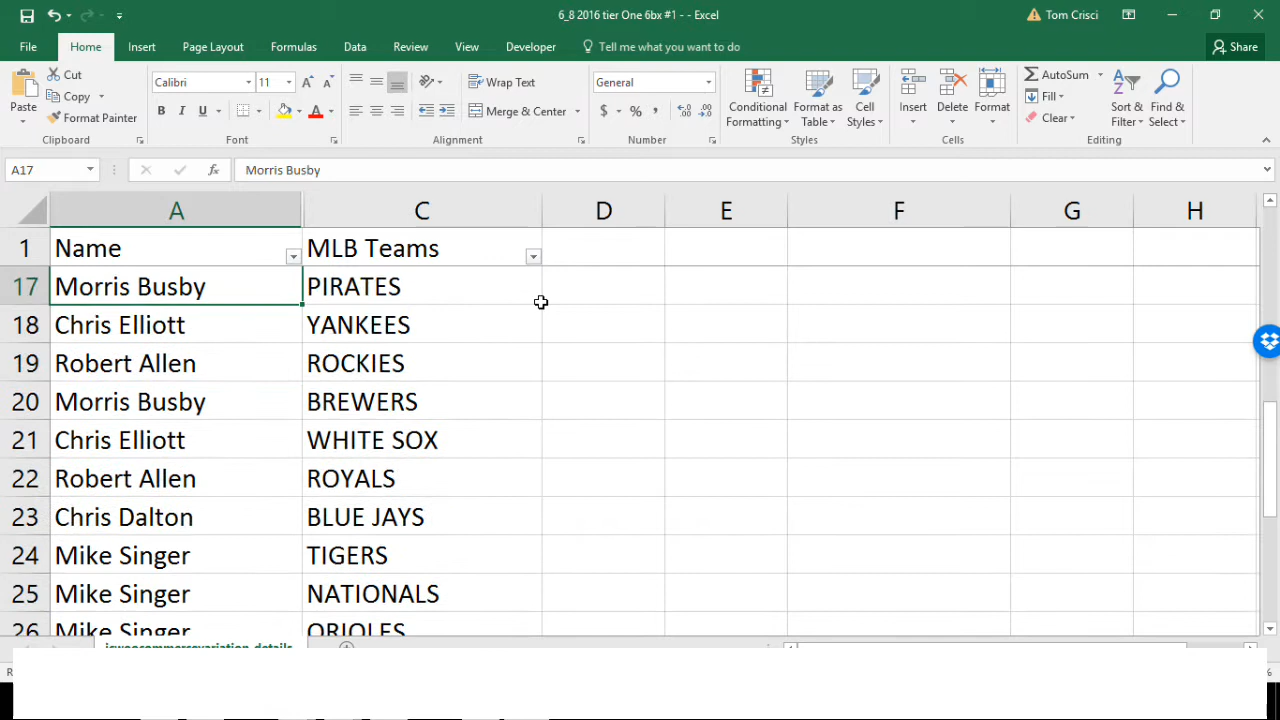 6_8 2016 tier One 6bx #1 - - Excel
Tom Crisci
File Home Insert Page Layout Formulas Data Review View Developer Tell me what you want to do Share
Paste
Cut
Copy
Format Painter
Clipboard
Calibri 11
B I U
Font
Wrap Text
Merge & Center
Alignment
General
$ % ,
Number
Conditional Formatting
Format as Table
Cell Styles
Styles
Insert Delete Format
Cells
AutoSum
Fill
Clear
Sort & Filter
Find & Select
Editing
A17 fx Morris Busby
A C D E F G H
1 Name MLB Teams
17 Morris Busby PIRATES
18 Chris Elliott YANKEES
19 Robert Allen ROCKIES
20 Morris Busby BREWERS
21 Chris Elliott WHITE SOX
22 Robert Allen ROYALS
23 Chris Dalton BLUE JAYS
24 Mike Singer TIGERS
25 Mike Singer NATIONALS
26 Mike Singer ORIOLES